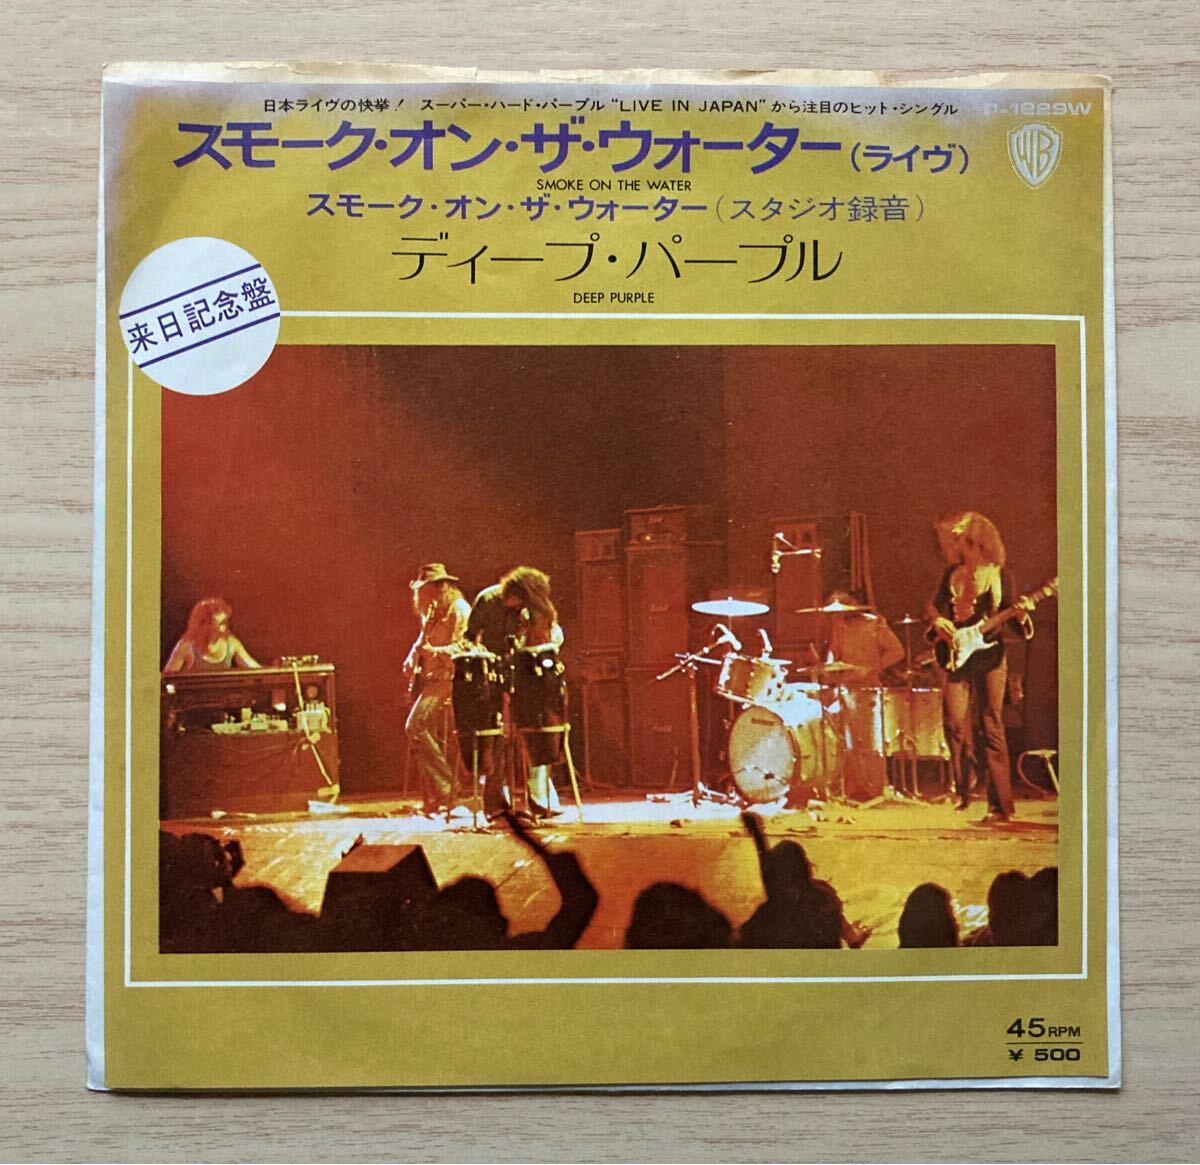 日本ライヴの快挙! スーパー・ハード・パープル “LIVE IN JAPAN” から注目のヒット・シングル
P-1229W
スモーク・オン・ザ・ウォーター(ライヴ)
SMOKE ON THE WATER
スモーク・オン・ザ・ウォーター(スタジオ録音)
ディープ・パープル
DEEP PURPLE
来日記念盤
45RPM
¥ 500